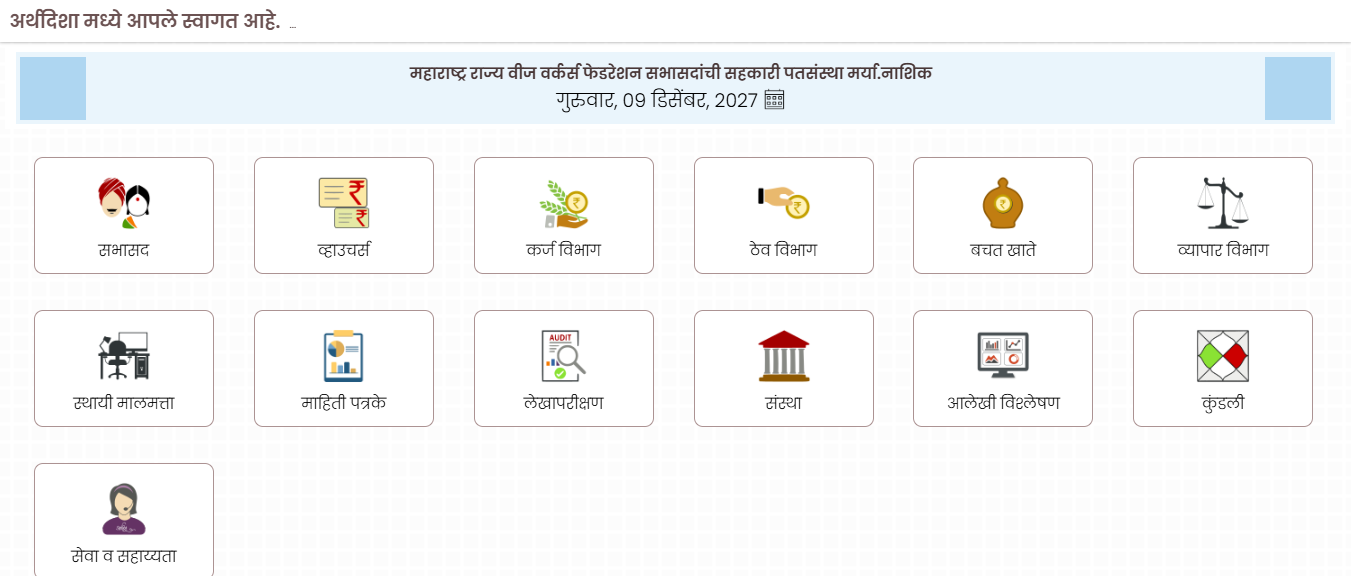 अर्थदिशा मध्ये आपले स्वागत आहे. ...
महाराष्ट्र राज्य वीज वर्कर्स फेडरेशन सभासदांची सहकारी पतसंस्था मर्या.नाशिक
गुरुवार, 09 डिसेंबर, 2027
सभासद
व्हाउचर्स
कर्ज विभाग
ठेव विभाग
बचत खाते
व्यापार विभाग
स्थायी मालमत्ता
माहिती पत्रके
AUDIT
लेखापरीक्षण
संस्था
आलेखी विश्लेषण
कुंडली
सेवा व सहाय्यता